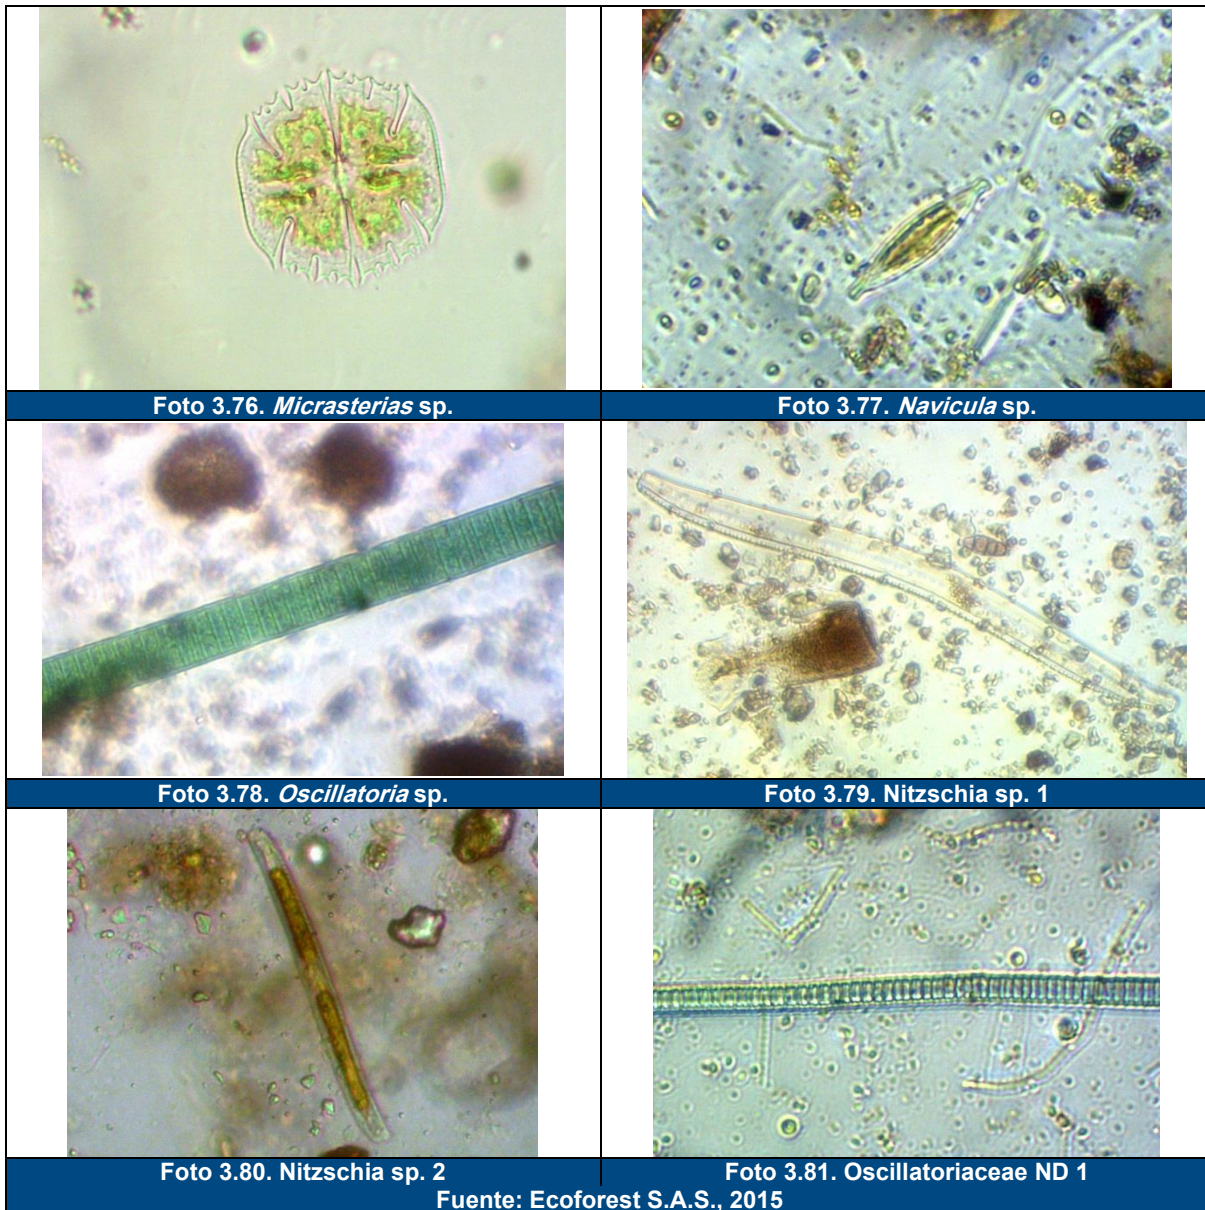 Foto 3.76. Micrasterias sp.
Foto 3.77. Navicula sp.
Foto 3.78. Oscillatoria sp.
Foto 3.79. Nitzschia sp. 1
Foto 3.80. Nitzschia sp. 2
Foto 3.81. Oscillatoriaceae ND 1
Fuente: Ecoforest S.A.S., 2015